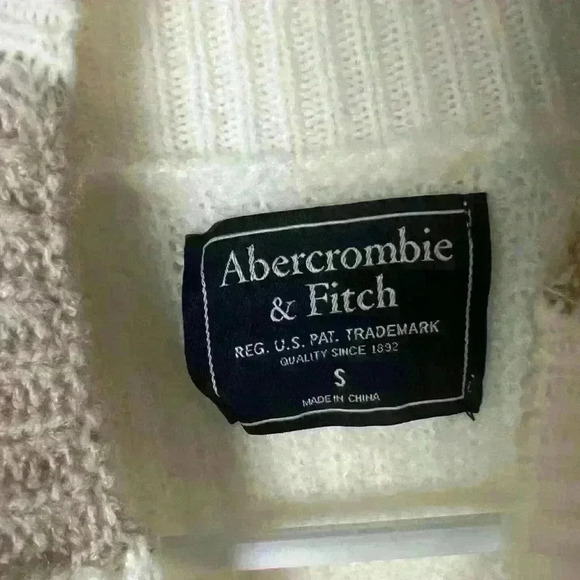 Abercrombie
& Fitch
REG. U.S. PAT. TRADEMARK
QUALITY SINCE 1892
S
MADE IN CHINA